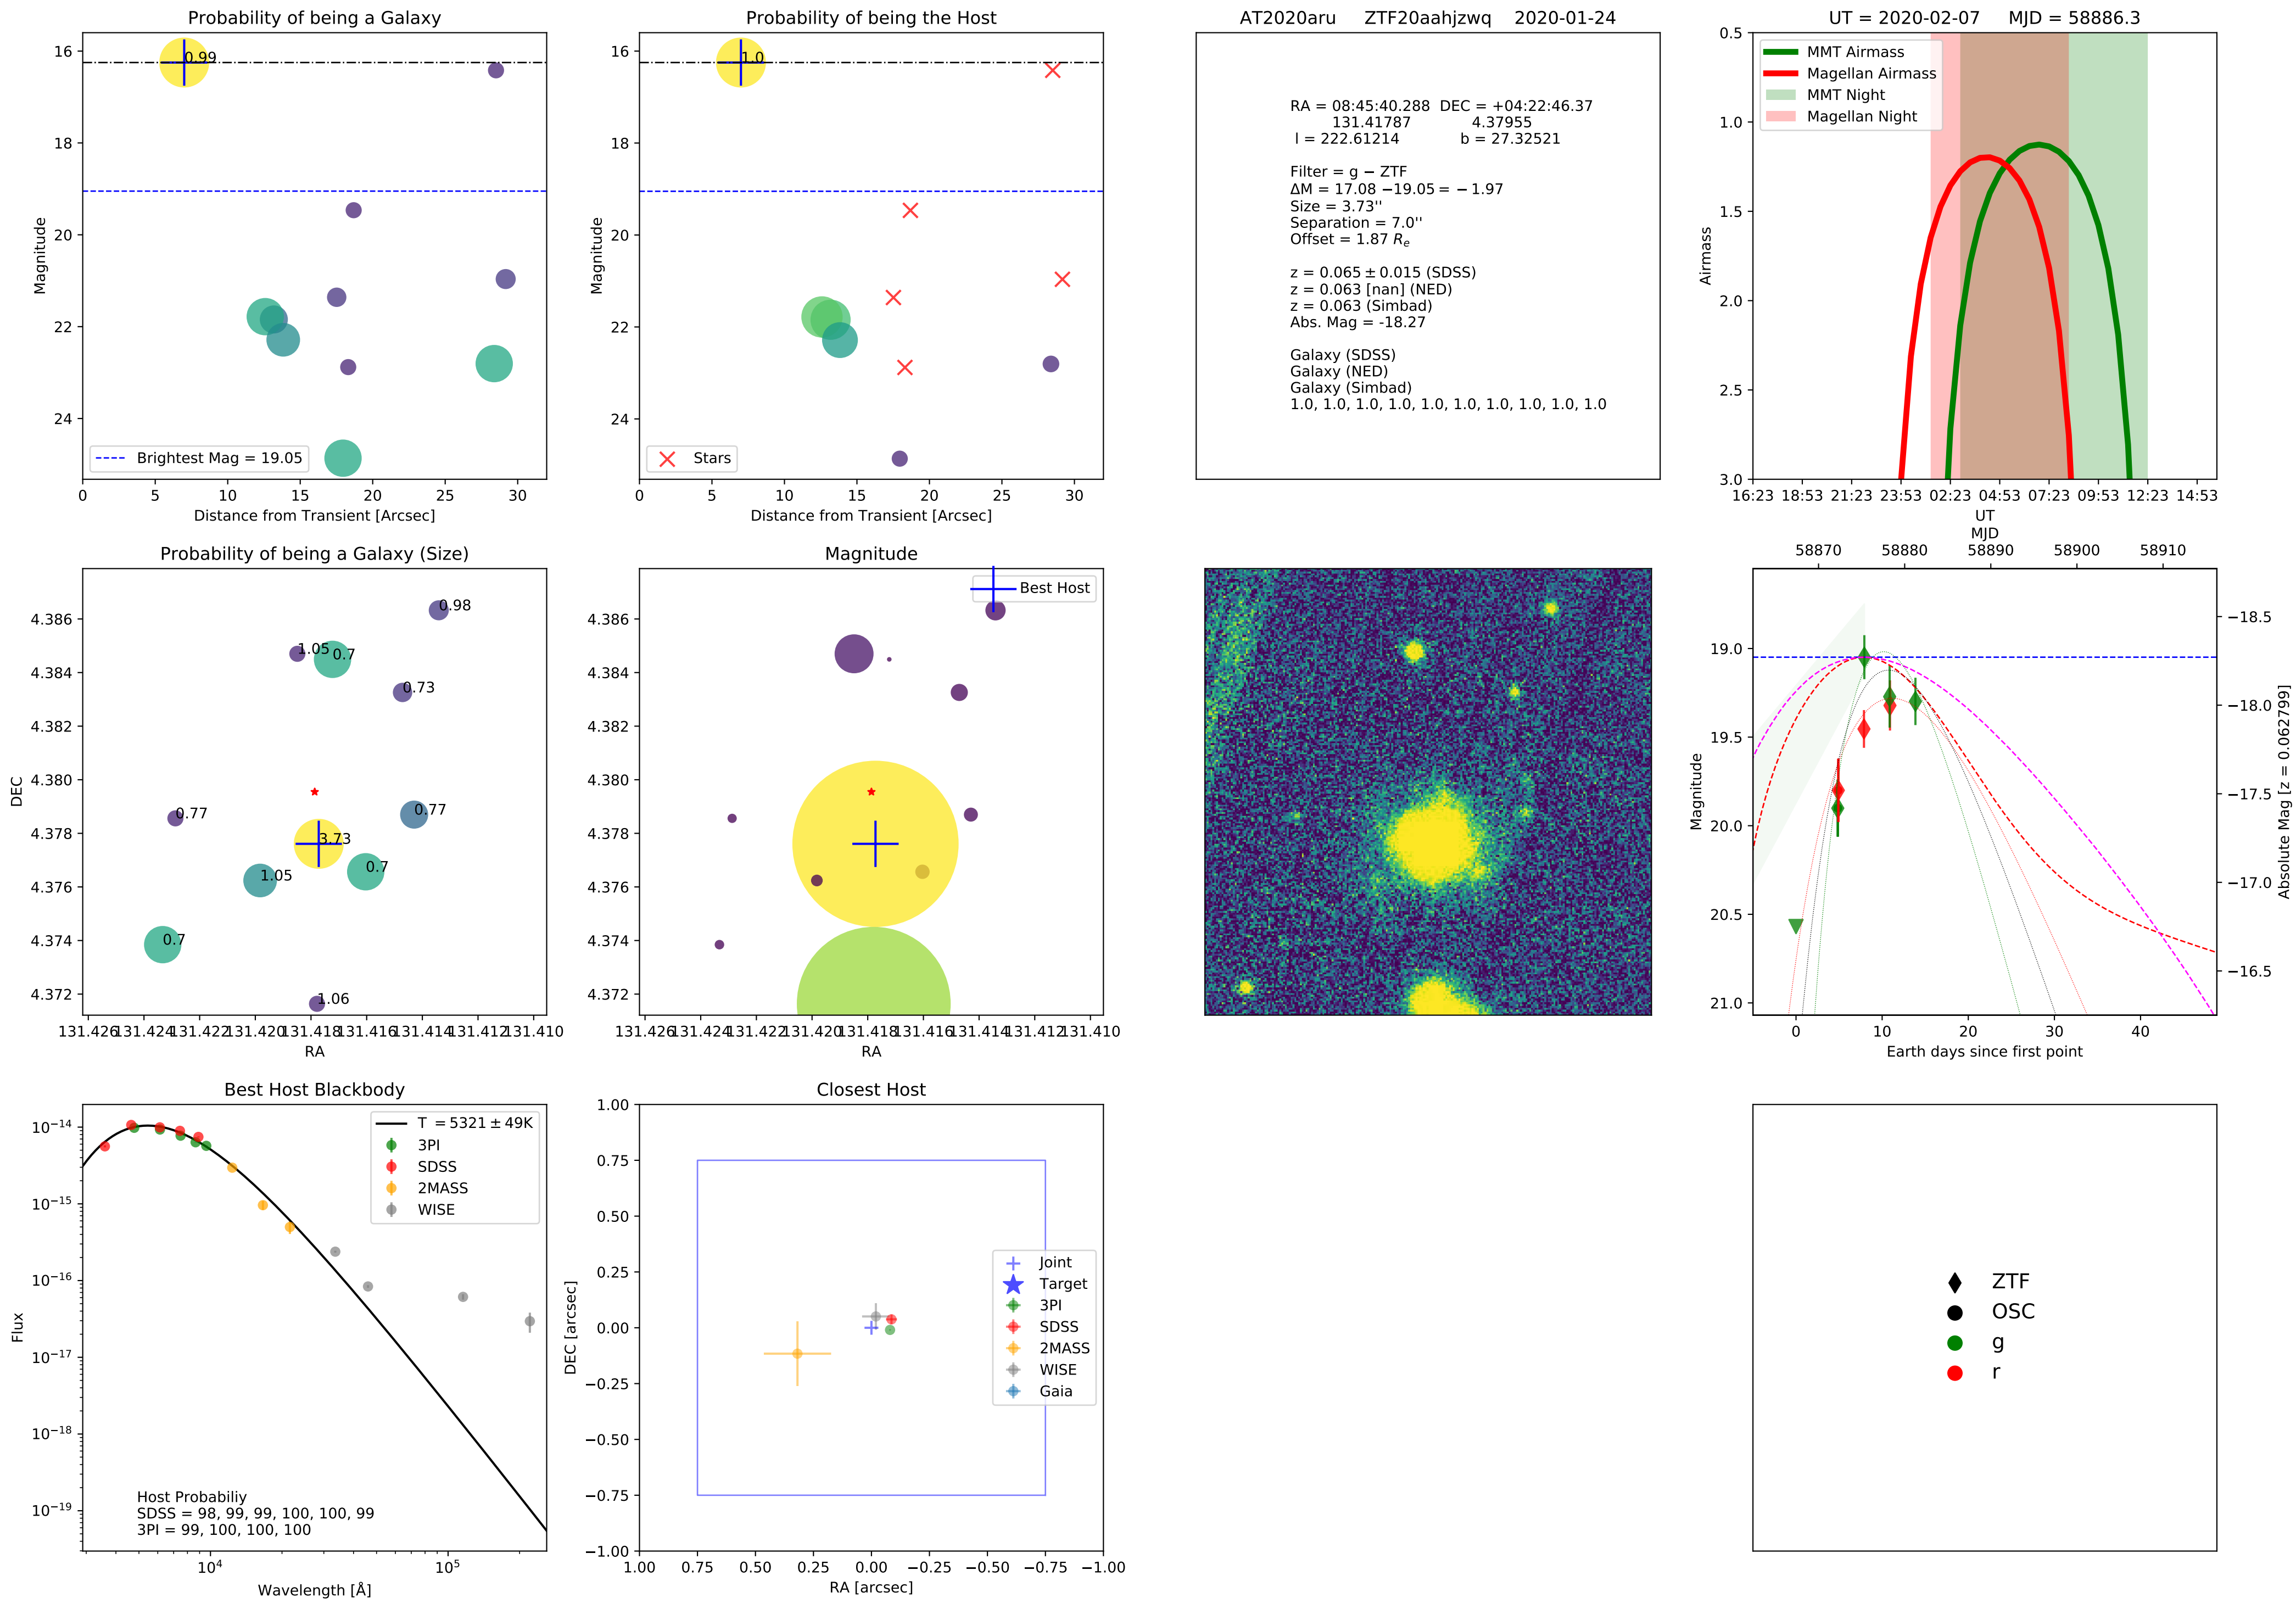 Probability of being a Galaxy
0.99
16
18
20
22
24
Magnitude
Brightest Mag = 19.05
0 5 10 15 20 25 30
Distance from Transient [Arcsec]
Probability of being the Host
1.0
16
18
20
22
24
Magnitude
Stars
0 5 10 15 20 25 30
Distance from Transient [Arcsec]
AT2020aru ZTF20aahjzwq 2020-01-24
RA = 08:45:40.288 DEC = +04:22:46.37
131.41787 4.37955
l = 222.61214 b = 27.32521
Filter = g − ZTF
ΔM = 17.08 −19.05 = − 1.97
Size = 3.73''
Separation = 7.0''
Offset = 1.87 Re
z = 0.065 ± 0.015 (SDSS)
z = 0.063 [nan] (NED)
z = 0.063 (Simbad)
Abs. Mag = -18.27
Galaxy (SDSS)
Galaxy (NED)
Galaxy (Simbad)
1.0, 1.0, 1.0, 1.0, 1.0, 1.0, 1.0, 1.0, 1.0, 1.0
UT = 2020-02-07 MJD = 58886.3
MMT Airmass
Magellan Airmass
MMT Night
Magellan Night
0.5
1.0
1.5
2.0
2.5
3.0
Airmass
16:23 18:53 21:23 23:53 02:23 04:53 07:23 09:53 12:23 14:53
UT
Probability of being a Galaxy (Size)
4.386
4.384
4.382
4.380
4.378
4.376
4.374
4.372
DEC
0.98
1.05
0.7
0.73
0.77
0.77
3.73
0.7
1.05
0.7
1.06
131.426 131.424 131.422 131.420 131.418 131.416 131.414 131.412 131.410
RA
Magnitude
Best Host
4.386
4.384
4.382
4.380
4.378
4.376
4.374
4.372
131.426 131.424 131.422 131.420 131.418 131.416 131.414 131.412 131.410
RA
MJD
58870 58880 58890 58900 58910
19.0
19.5
20.0
20.5
21.0
Magnitude
−18.5
−18.0
−17.5
−17.0
−16.5
Absolute Mag [z = 0.062799]
0 10 20 30 40
Earth days since first point
Best Host Blackbody
T = 5321 ± 49K
3PI
SDSS
2MASS
WISE
10⁻¹⁴
10⁻¹⁵
10⁻¹⁶
10⁻¹⁷
10⁻¹⁸
10⁻¹⁹
Flux
Host Probabiliy
SDSS = 98, 99, 99, 100, 100, 99
3PI = 99, 100, 100, 100
10⁴ 10⁵
Wavelength [Å]
Closest Host
1.00
0.75
0.50
0.25
0.00
−0.25
−0.50
−0.75
−1.00
DEC [arcsec]
Joint
Target
3PI
SDSS
2MASS
WISE
Gaia
1.00 0.75 0.50 0.25 0.00 −0.25 −0.50 −0.75 −1.00
RA [arcsec]
ZTF
OSC
g
r